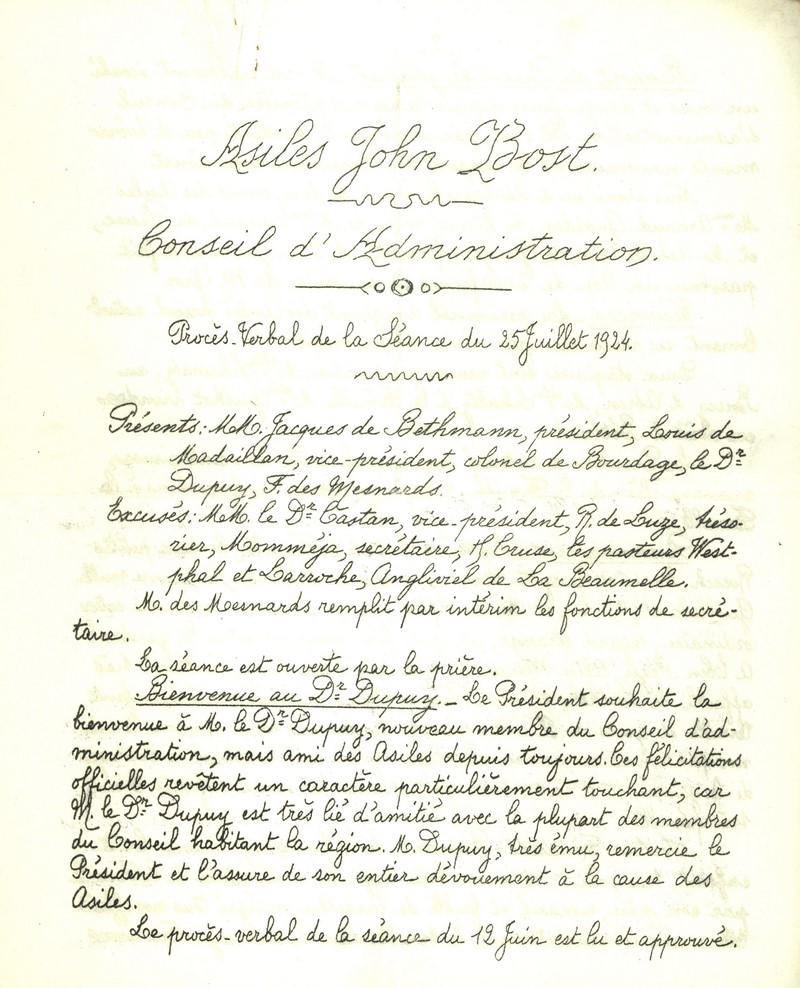 Asiles John Bost.
Conseil d'Administration.
Procès-Verbal de la Séance du 25 Juillet 1924.
Présents: MM. Jacques de Bethmann, président, Louis de
Madaillan, vice-président, colonel de Bourdage, le Dr
Dupuy, F. des Mesnards.
Excusés: MM. le Dr Castan, vice-président, R. de Luze, tréso-
rier, Momméja, secrétaire, H. Cruse, les pasteurs West-
phal et Larroche, Angliviel de La Beaumelle.
M. des Mesnards remplit par intérim les fonctions de secré-
taire.
La séance est ouverte par la prière.
Bienvenue au Dr Dupuy._ Le Président souhaite la
bienvenue à M. le Dr Dupuy, nouveau membre du Conseil d'ad-
ministration, mais ami des Asiles depuis toujours. Ces félicitations
officielles revêtent un caractère particulièrement touchant, car
M. le Dr Dupuy est très lié d'amitié avec la plupart des membres
du Conseil habitant la région. M. Dupuy, très ému, remercie le
Président et l'assure de son entier dévouement à la cause des
Asiles.
Le procès-verbal de la séance du 12 Juin est lu et approuvé.